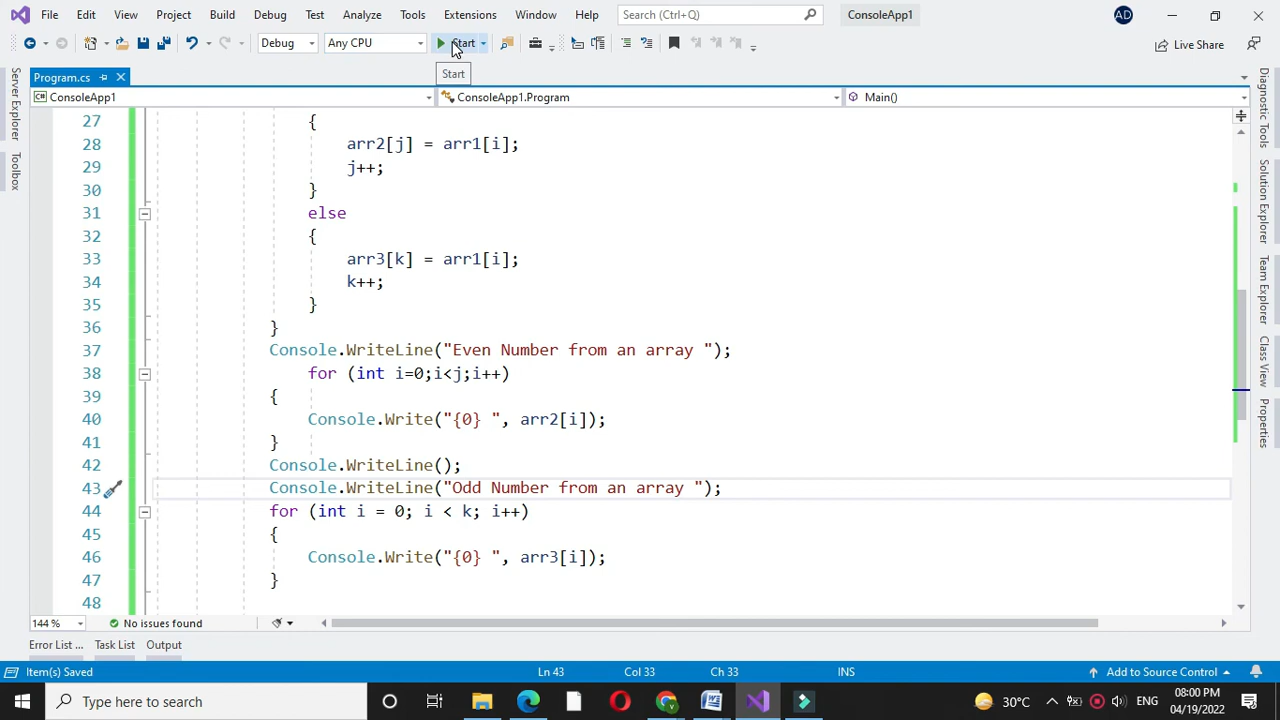 File Edit View Project Build Debug Test Analyze Tools Extensions Window Help Search (Ctrl+Q) ConsoleApp1 AD
Debug Any CPU Start Live Share
Start
Program.cs
ConsoleApp1 ConsoleApp1.Program Main()
27 {
28 arr2[j] = arr1[i];
29 j++;
30 }
31 else
32 {
33 arr3[k] = arr1[i];
34 k++;
35 }
36 }
37 Console.WriteLine("Even Number from an array ");
38 for (int i=0;i<j;i++)
39 {
40 Console.Write("{0} ", arr2[i]);
41 }
42 Console.WriteLine();
43 Console.WriteLine("Odd Number from an array ");
44 for (int i = 0; i < k; i++)
45 {
46 Console.Write("{0} ", arr3[i]);
47 }
48
Server Explorer
Toolbox
Diagnostic Tools
Solution Explorer
Team Explorer
Class View
Properties
144 % No issues found
Error List ... Task List Output
Item(s) Saved Ln 43 Col 33 Ch 33 INS Add to Source Control
Type here to search 30°C ENG 08:00 PM
04/19/2022